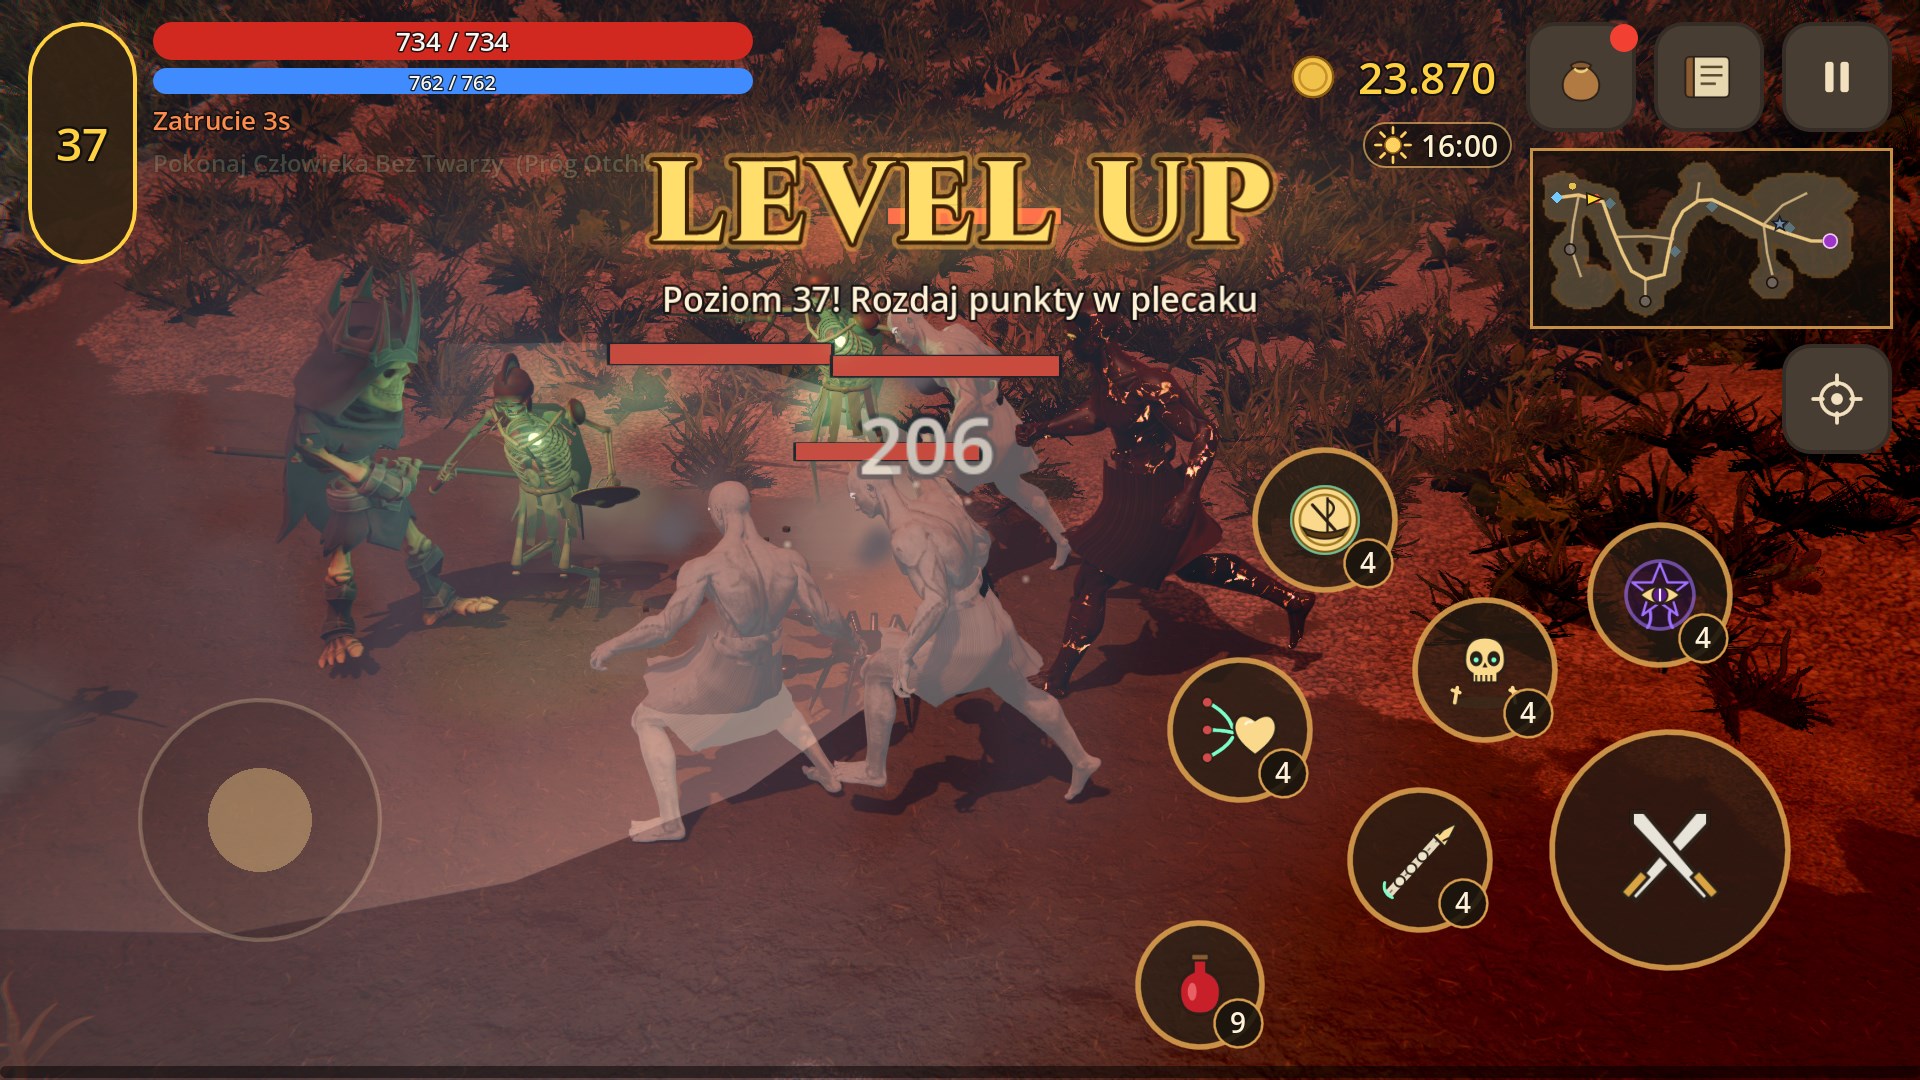 734 / 734
762 / 762
37
Zatrucie 3s
Pokonaj Człowieka Bez Twarzy (Próg
23.870
16:00
LEVEL UP
Poziom 37! Rozdaj punkty w plecaku
206
4
4
4
4
4
9